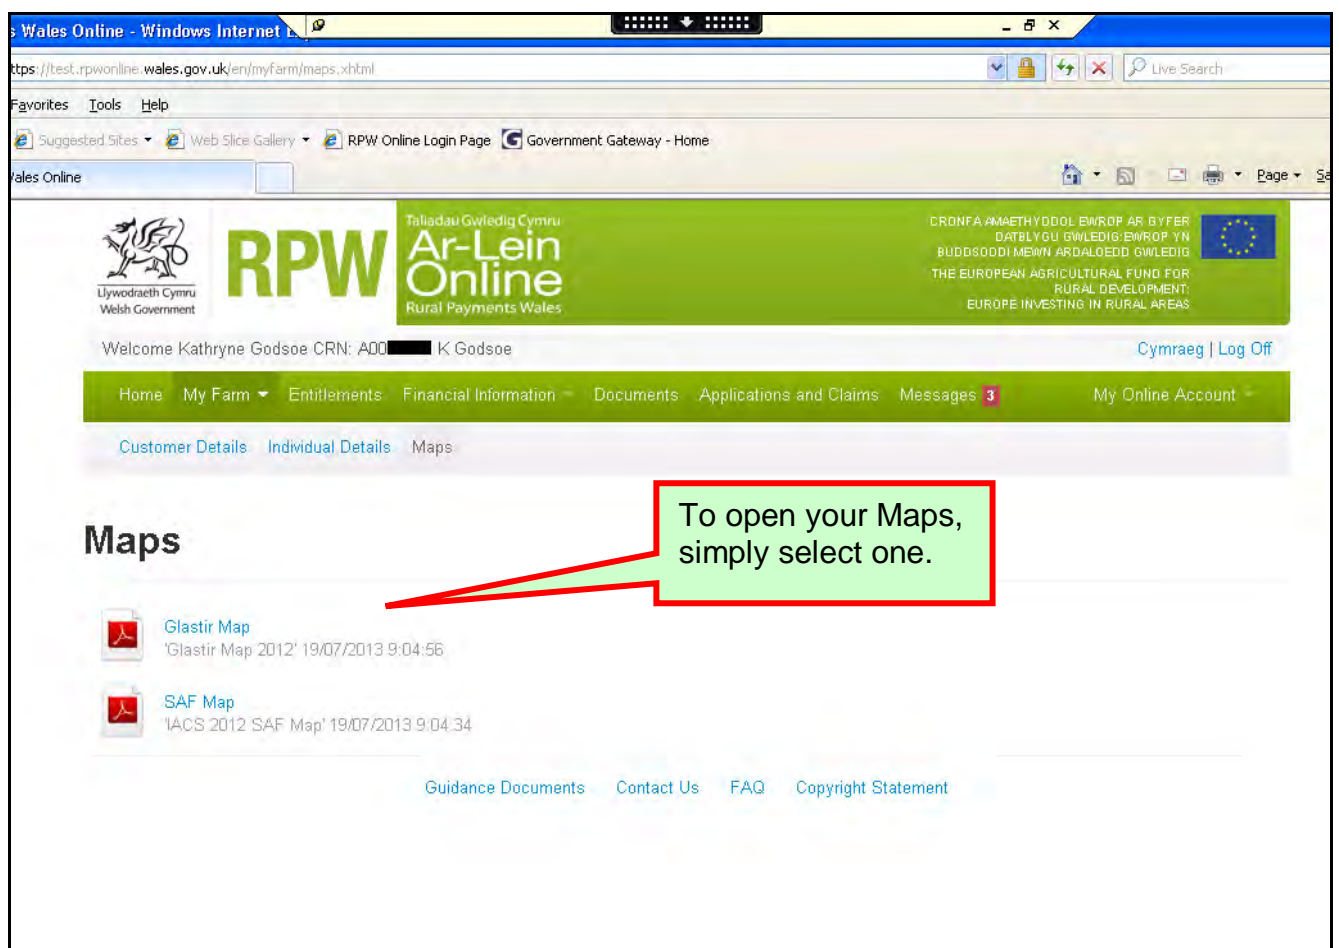 s Wales Online - Windows Internet
ttps://test.rpwonline.wales.gov.uk/en/myfarm/maps.xhtml
Live Search
Favorites Tools Help
Suggested Sites Web Slice Gallery RPW Online Login Page Government Gateway - Home
Wales Online
Page Sa
Llywodraeth Cymru
Welsh Government
RPW
Taliadau Gwledig Cymru
Ar-Lein
Online
Rural Payments Wales
CRONFA AMAETHYDDOL EWROP AR GYFER
DATBLYGU GWLEDIG: EWROP YN
BUDDSODDI MEWN ARDALOEDD GWLEDIG
THE EUROPEAN AGRICULTURAL FUND FOR
RURAL DEVELOPMENT:
EUROPE INVESTING IN RURAL AREAS
Welcome Kathryne Godsoe CRN: A00 K Godsoe
Cymraeg | Log Off
Home My Farm Entitlements Financial Information Documents Applications and Claims Messages 3 My Online Account
Customer Details Individual Details Maps
To open your Maps,
simply select one.
Maps
Glastir Map
'Glastir Map 2012' 19/07/2013 9:04:56
SAF Map
'IACS 2012 SAF Map' 19/07/2013 9:04:34
Guidance Documents Contact Us FAQ Copyright Statement